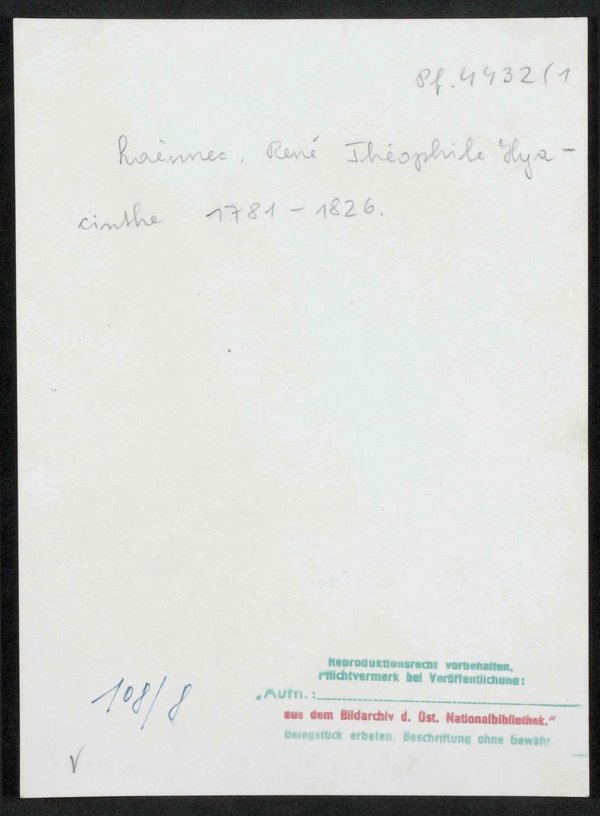 Pf. 4432(1
Laënnec, René Théophile Hya-
cinthe 1781-1826.
Reproduktionsrecht vorbehalten.
Pflichtvermerk bei Veröffentlichung:
"Aufn.:
aus dem Bildarchiv d. Öst. Nationalbibliothek."
Belegstück erbeten. Beschriftung ohne Gewähr.
108/8
V